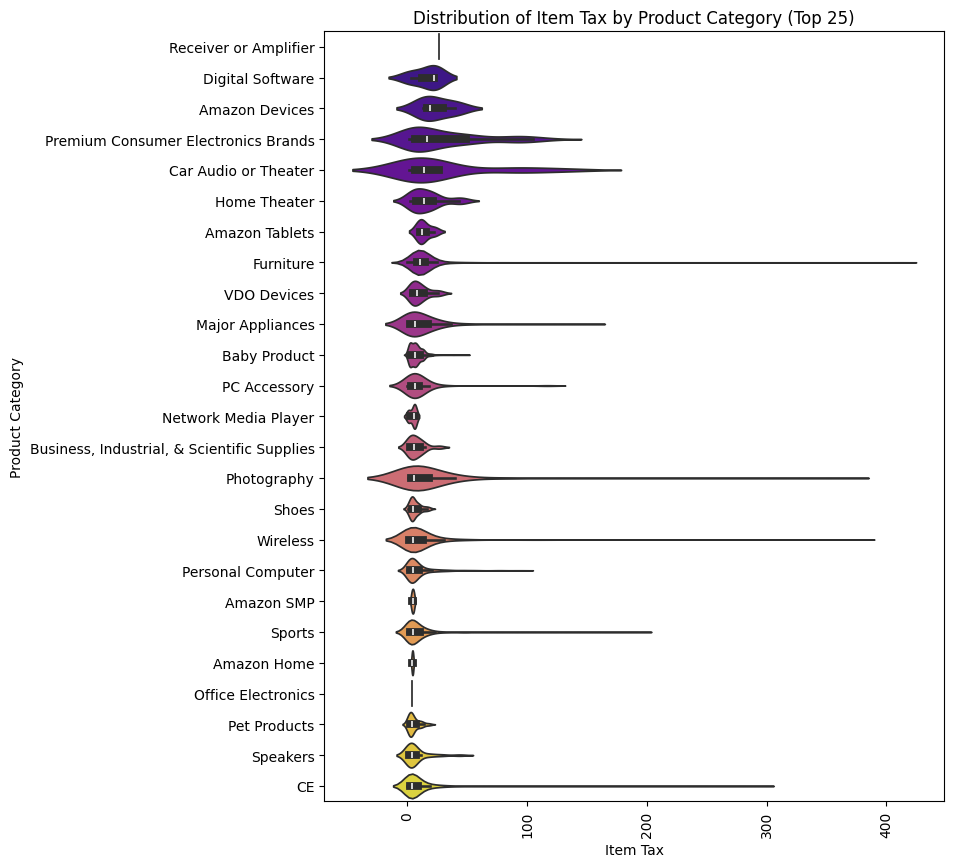 Distribution of Item Tax by Product Category (Top 25)
Product Category
Receiver or Amplifier
Digital Software
Amazon Devices
Premium Consumer Electronics Brands
Car Audio or Theater
Home Theater
Amazon Tablets
Furniture
VDO Devices
Major Appliances
Baby Product
PC Accessory
Network Media Player
Business, Industrial, & Scientific Supplies
Photography
Shoes
Wireless
Personal Computer
Amazon SMP
Sports
Amazon Home
Office Electronics
Pet Products
Speakers
CE
0
100
200
300
400
Item Tax